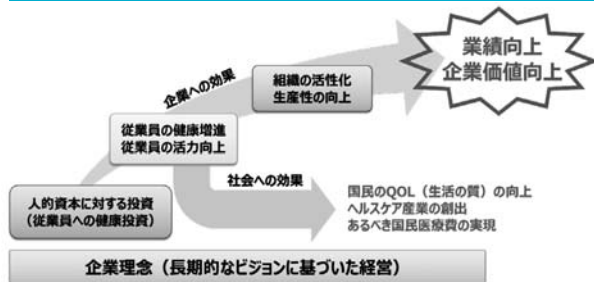 業績向上
企業価値向上
企業への効果
組織の活性化
生産性の向上
従業員の健康増進
従業員の活力向上
社会への効果
国民のQOL（生活の質）の向上
ヘルスケア産業の創出
あるべき国民医療費の実現
人的資本に対する投資
（従業員への健康投資）
企業理念（長期的なビジョンに基づいた経営）